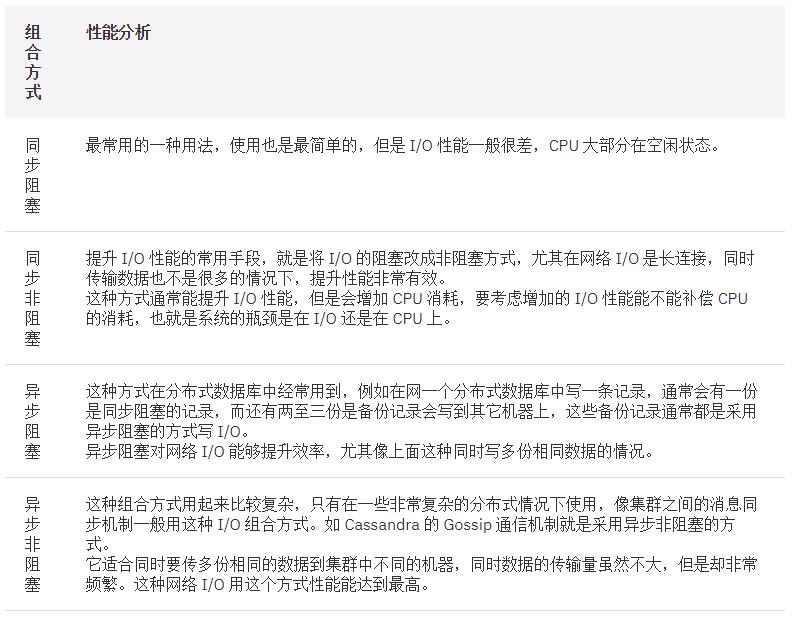 组
合
方
式
性能分析
同
步
阻
塞
最常用的一种用法，使用也是最简单的，但是 I/O 性能一般很差，CPU 大部分在空闲状态。
同
步
非
阻
塞
提升 I/O 性能的常用手段，就是将 I/O 的阻塞改成非阻塞方式，尤其在网络 I/O 是长连接，同时
传输数据也不是很多的情况下，提升性能非常有效。
这种方式通常能提升 I/O 性能，但是会增加 CPU 消耗，要考虑增加的 I/O 性能能不能补偿 CPU
的消耗，也就是系统的瓶颈是在 I/O 还是在 CPU 上。
异
步
阻
塞
这种方式在分布式数据库中经常用到，例如在网一个分布式数据库中写一条记录，通常会有一份
是同步阻塞的记录，而还有两至三份是备份记录会写到其它机器上，这些备份记录通常都是采用
异步阻塞的方式写 I/O。
异步阻塞对网络 I/O 能够提升效率，尤其像上面这种同时写多份相同数据的情况。
异
步
非
阻
塞
这种组合方式用起来比较复杂，只有在一些非常复杂的分布式情况下使用，像集群之间的消息同
步机制一般用这种 I/O 组合方式。如 Cassandra 的 Gossip 通信机制就是采用异步非阻塞的方
式。
它适合同时要传多份相同的数据到集群中不同的机器，同时数据的传输量虽然不大，但是却非常
频繁。这种网络 I/O 用这个方式性能能达到最高。